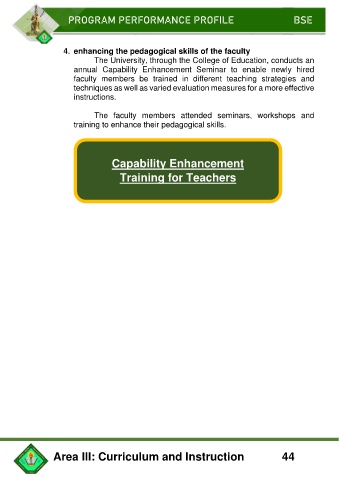 PROGRAM PERFORMANCE PROFILE BSE
4. enhancing the pedagogical skills of the faculty
The University, through the College of Education, conducts an
annual Capability Enhancement Seminar to enable newly hired
faculty members be trained in different teaching strategies and
techniques as well as varied evaluation measures for a more effective
instructions.
The faculty members attended seminars, workshops and
training to enhance their pedagogical skills.
Capability Enhancement
Training for Teachers
Area III: Curriculum and Instruction 44